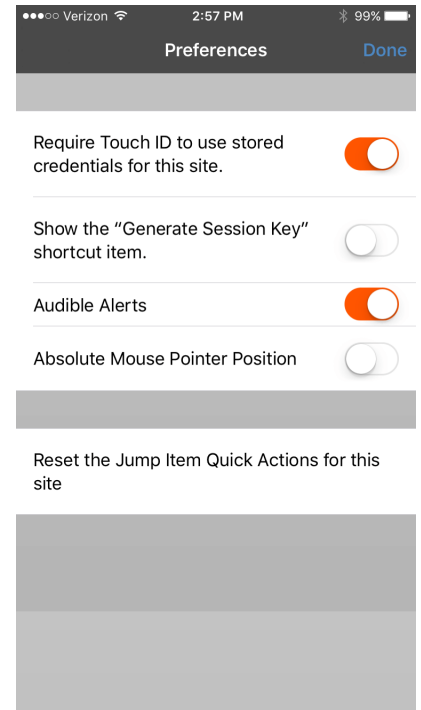 Verizon 2:57 PM 99%
Preferences Done
Require Touch ID to use stored
credentials for this site.
Show the “Generate Session Key”
shortcut item.
Audible Alerts
Absolute Mouse Pointer Position
Reset the Jump Item Quick Actions for this
site